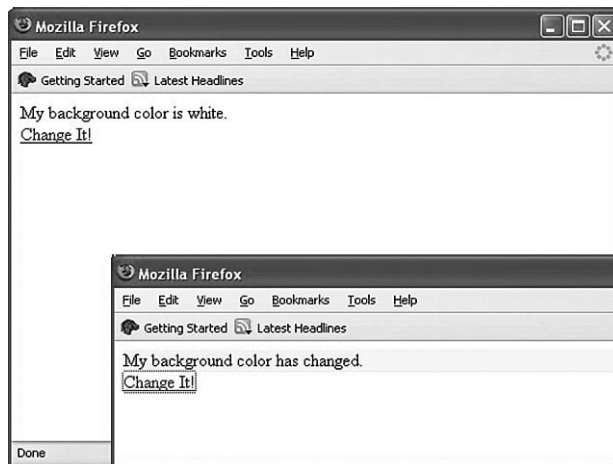 Mozilla Firefox
File Edit View Go Bookmarks Tools Help
Getting Started Latest Headlines
My background color is white.
Change It!
Mozilla Firefox
File Edit View Go Bookmarks Tools Help
Getting Started Latest Headlines
My background color has changed.
Change It!
Done